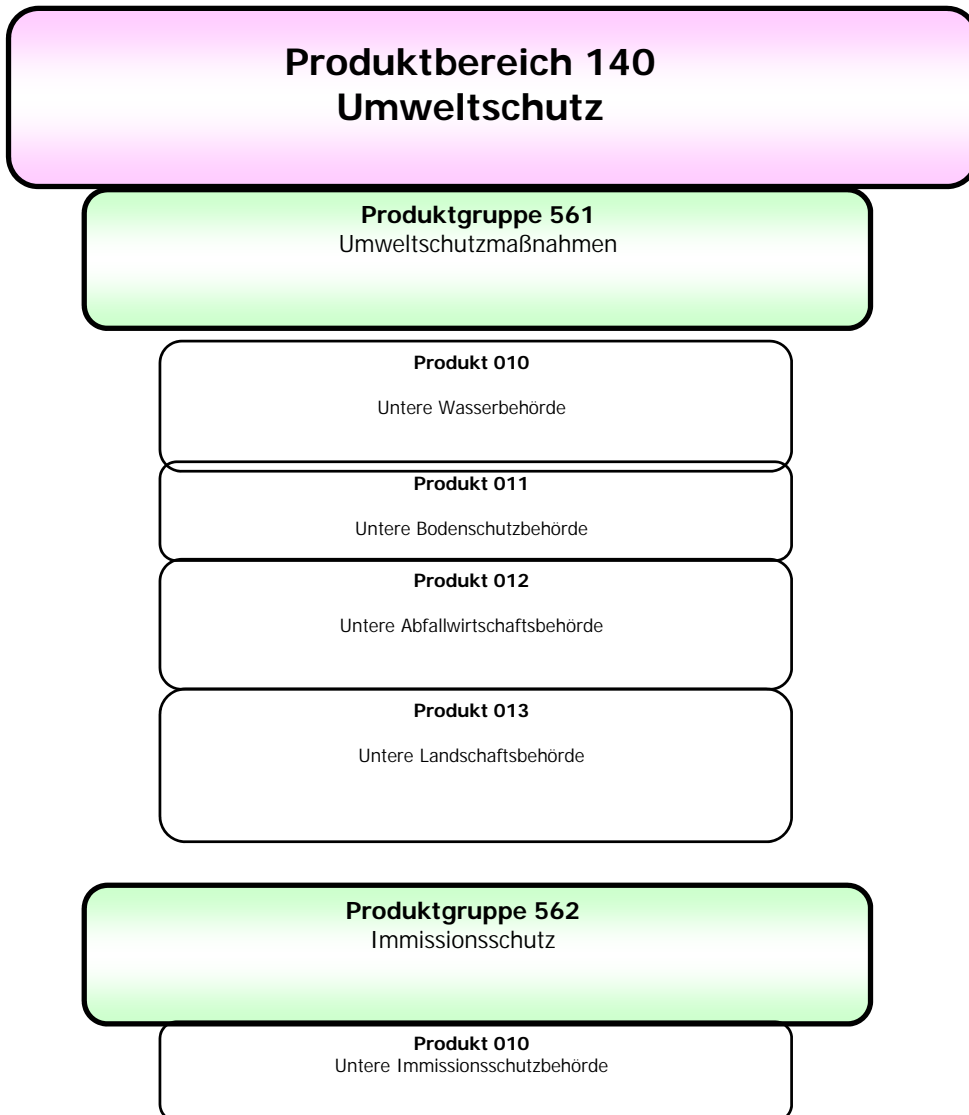 Produktbereich 140
Umweltschutz
Produktgruppe 561
Umweltschutzmaßnahmen
Produkt 010
Untere Wasserbehörde
Produkt 011
Untere Bodenschutzbehörde
Produkt 012
Untere Abfallwirtschaftsbehörde
Produkt 013
Untere Landschaftsbehörde
Produktgruppe 562
Immissionsschutz
Produkt 010
Untere Immissionsschutzbehörde